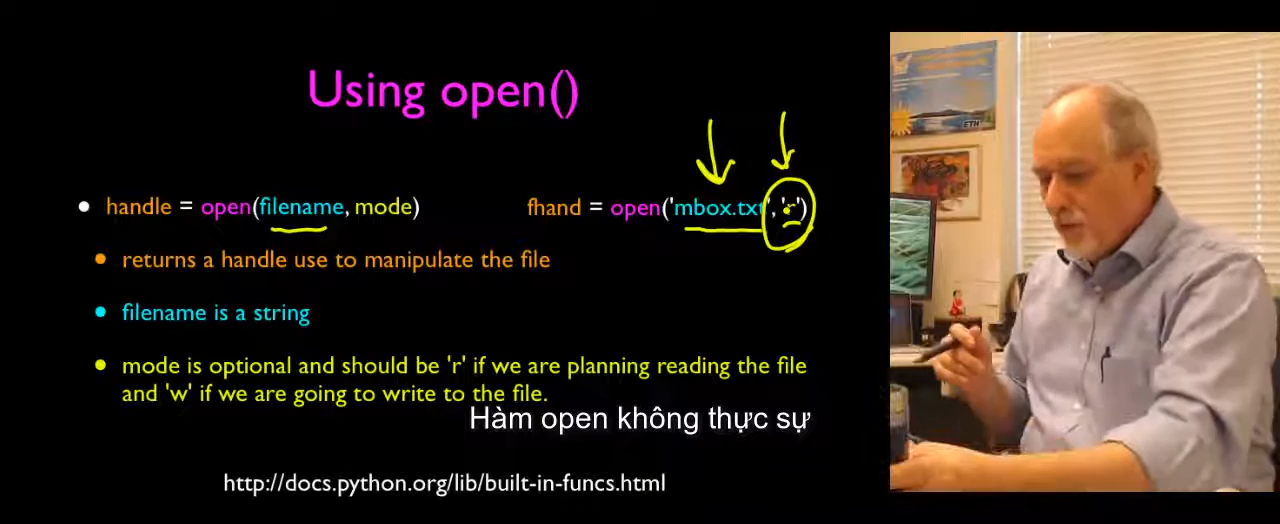 Using open()
handle = open(filename, mode)
fhand = open('mbox.txt', 'r')
returns a handle use to manipulate the file
filename is a string
mode is optional and should be 'r' if we are planning reading the file
and 'w' if we are going to write to the file.
Hàm open không thực sự
http://docs.python.org/lib/built-in-funcs.html
ETH